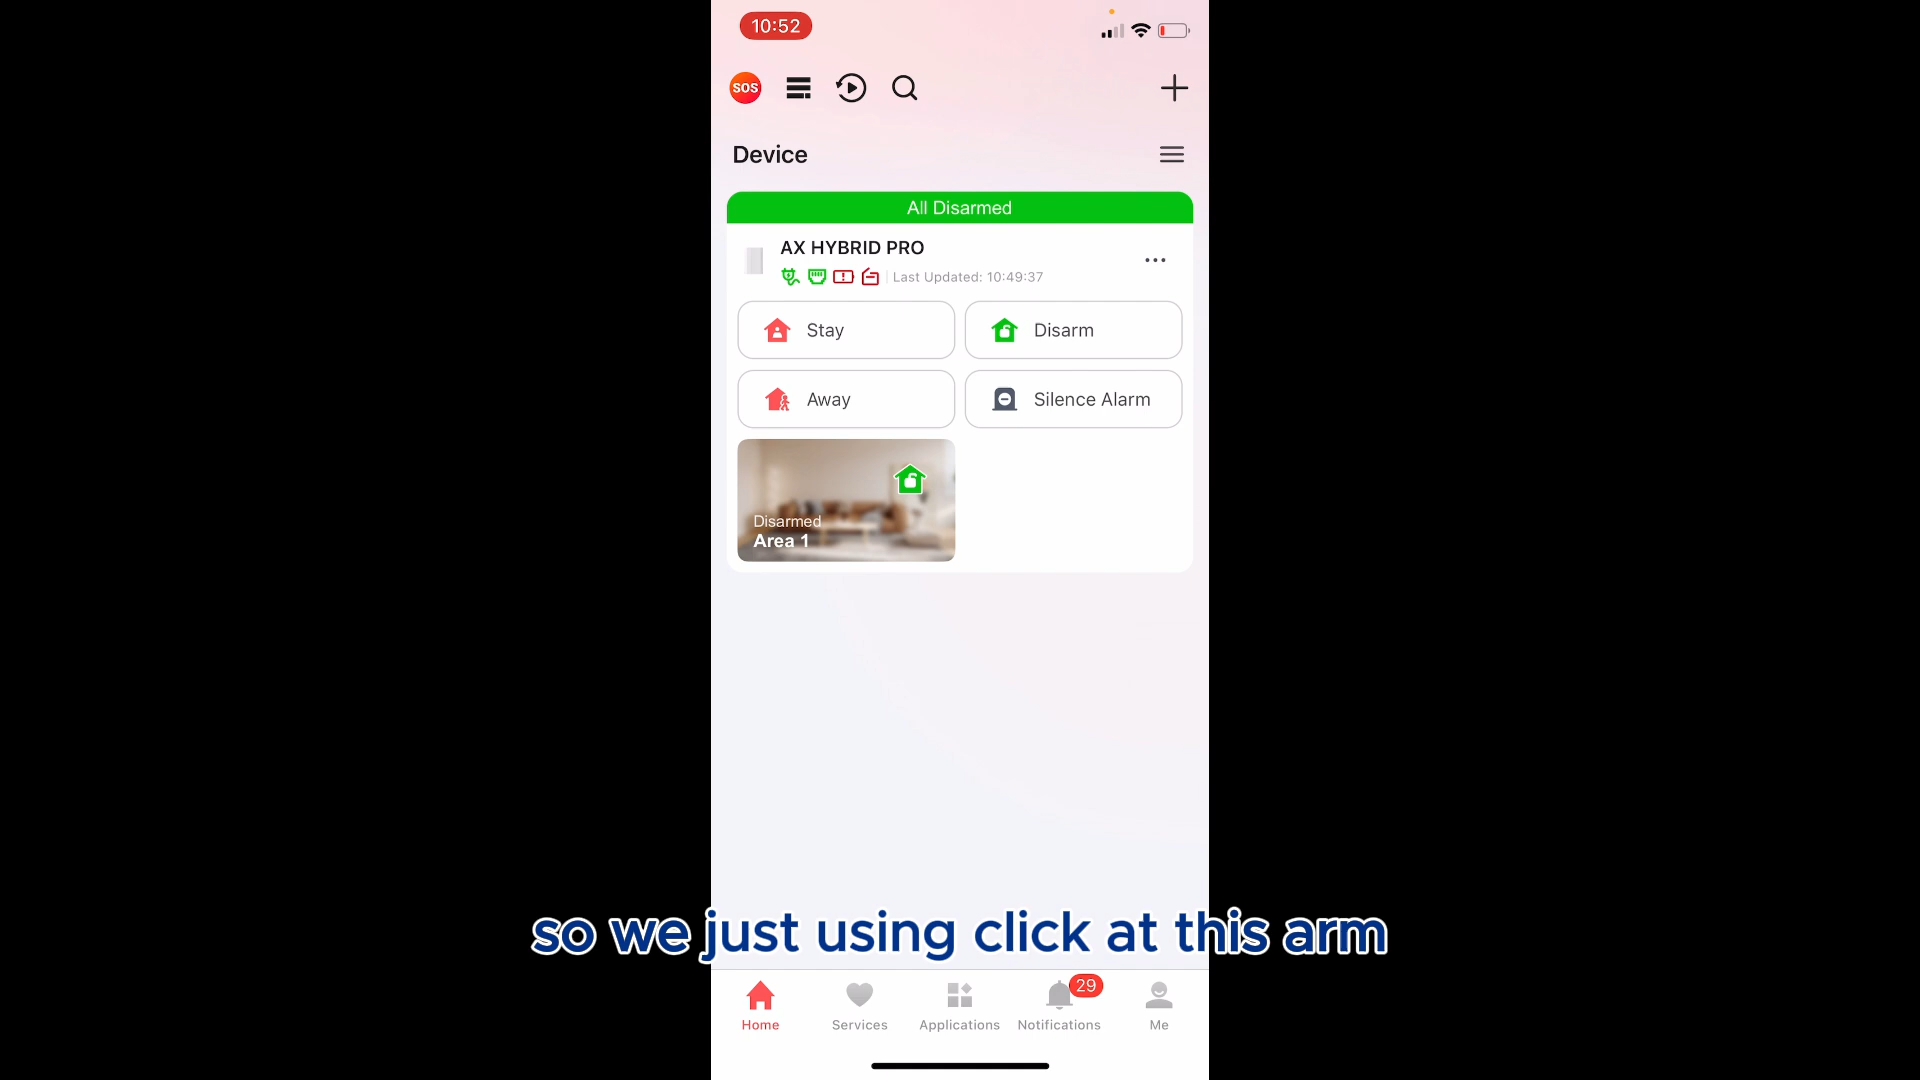 10:52
SOS
Device
All Disarmed
AX HYBRID PRO
Last Updated: 10:49:37
Stay
Disarm
Away
Silence Alarm
Disarmed
Area 1
so we just using click at this arm
29
Home
Services
Applications
Notifications
Me